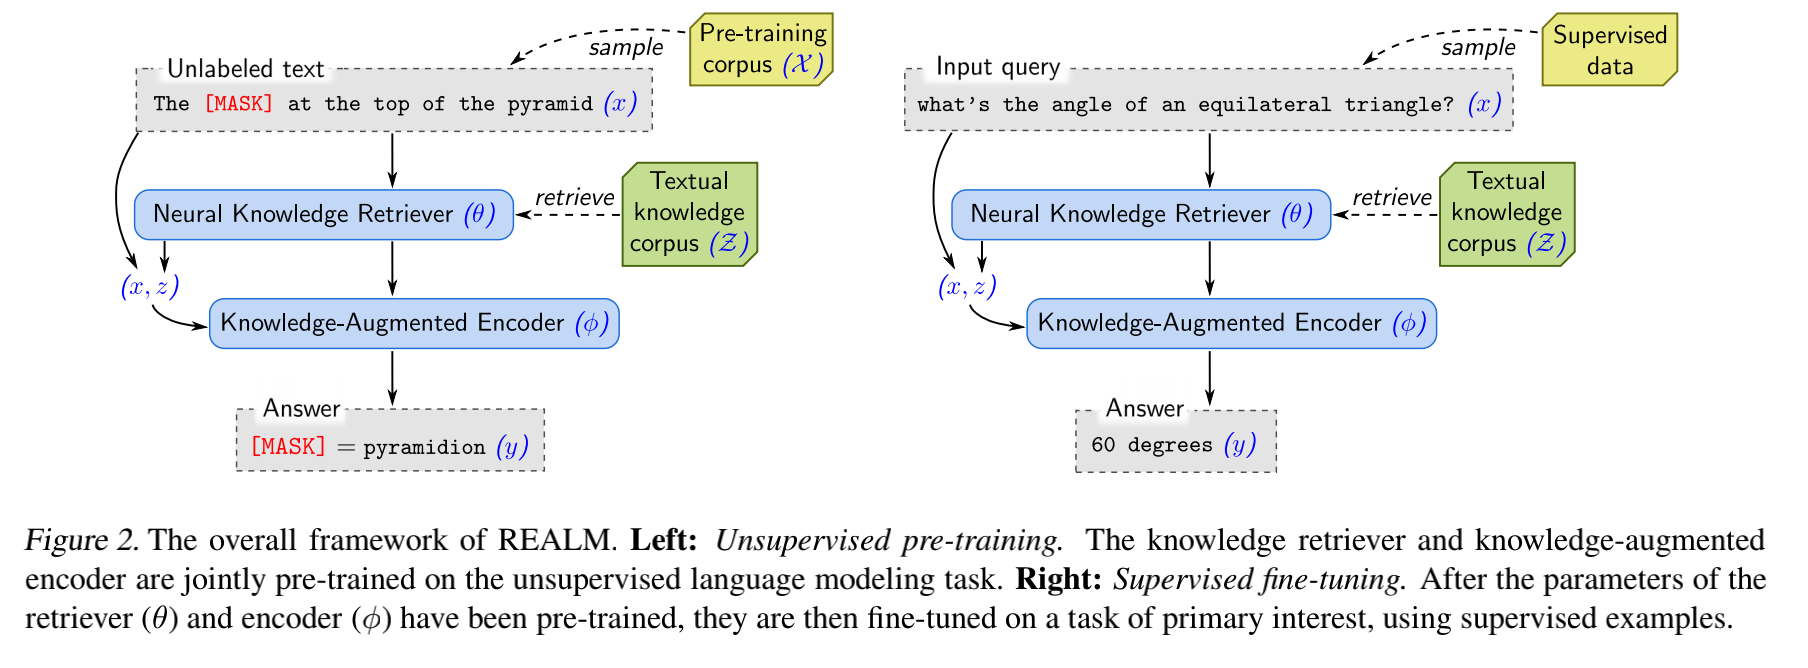 Pre-training
corpus (𝒳)
sample
Unlabeled text
The [MASK] at the top of the pyramid (x)
Neural Knowledge Retriever (θ)
retrieve
Textual
knowledge
corpus (𝒵)
(x, z)
Knowledge-Augmented Encoder (ϕ)
Answer
[MASK] = pyramidion (y)
Supervised
data
sample
Input query
what's the angle of an equilateral triangle? (x)
Neural Knowledge Retriever (θ)
retrieve
Textual
knowledge
corpus (𝒵)
(x, z)
Knowledge-Augmented Encoder (ϕ)
Answer
60 degrees (y)
Figure 2. The overall framework of REALM. Left: Unsupervised pre-training. The knowledge retriever and knowledge-augmented
encoder are jointly pre-trained on the unsupervised language modeling task. Right: Supervised fine-tuning. After the parameters of the
retriever (θ) and encoder (ϕ) have been pre-trained, they are then fine-tuned on a task of primary interest, using supervised examples.